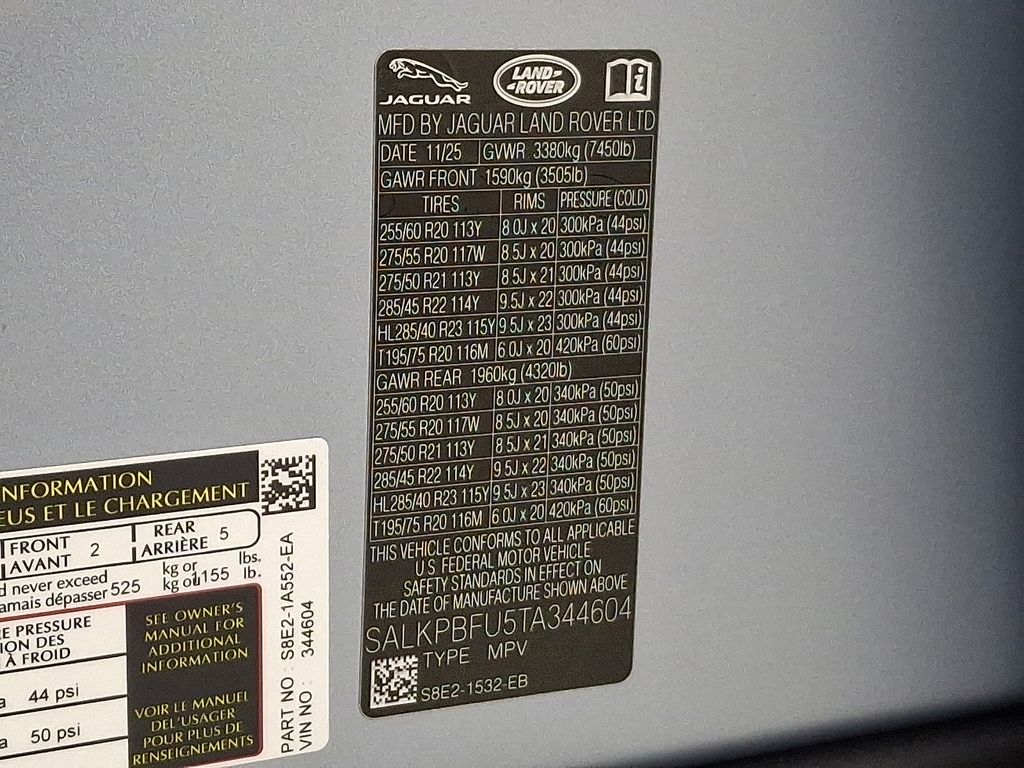 JAGUAR
LAND-
-ROVER
MFD BY JAGUAR LAND ROVER LTD
DATE 11/25 GVWR 3380kg (7450lb)
GAWR FRONT 1590kg (3505lb)
TIRES RIMS PRESSURE (COLD)
255/60 R20 113Y 8.0J x 20 300kPa (44psi)
275/55 R20 117W 8.5J x 20 300kPa (44psi)
275/50 R21 113Y 8.5J x 21 300kPa (44psi)
285/45 R22 114Y 9.5J x 22 300kPa (44psi)
HL285/40 R23 115Y 9.5J x 23 300kPa (44psi)
T195/75 R20 116M 6.0J x 20 420kPa (60psi)
GAWR REAR 1960kg (4320lb)
255/60 R20 113Y 8.0J x 20 340kPa (50psi)
275/55 R20 117W 8.5J x 20 340kPa (50psi)
275/50 R21 113Y 8.5J x 21 340kPa (50psi)
285/45 R22 114Y 9.5J x 22 340kPa (50psi)
HL285/40 R23 115Y 9.5J x 23 340kPa (50psi)
T195/75 R20 116M 6.0J x 20 420kPa (60psi)
THIS VEHICLE CONFORMS TO ALL APPLICABLE
U.S. FEDERAL MOTOR VEHICLE
SAFETY STANDARDS IN EFFECT ON
THE DATE OF MANUFACTURE SHOWN ABOVE
SALKPBFU5TA344604
TYPE MPV
S8E2-1532-EB
NFORMATION
EUS ET LE CHARGEMENT
FRONT 2 REAR 5
AVANT ARRIÈRE
d never exceed 525 kg or 1155 lbs.
amais dépasser kg ou lb.
E PRESSURE
ION DES
À FROID
a 44 psi
a 50 psi
SEE OWNER'S
MANUAL FOR
ADDITIONAL
INFORMATION
VOIR LE MANUEL
DE L'USAGER
POUR PLUS DE
RENSEIGNEMENTS
PART NO : S8E2-1A552-EA
VIN NO : 344604